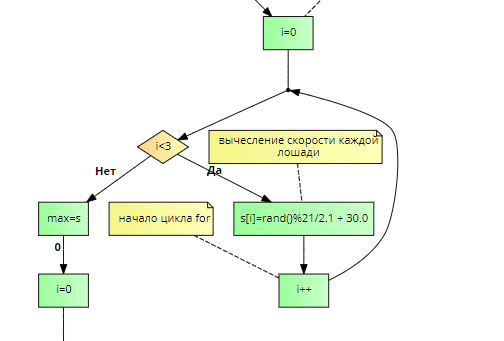 i=0
i<3
вычесление скорости каждой
лошади
Нет
Да
max=s
начало цикла for
s[i]=rand()%21/2.1 + 30.0
0
i=0
i++